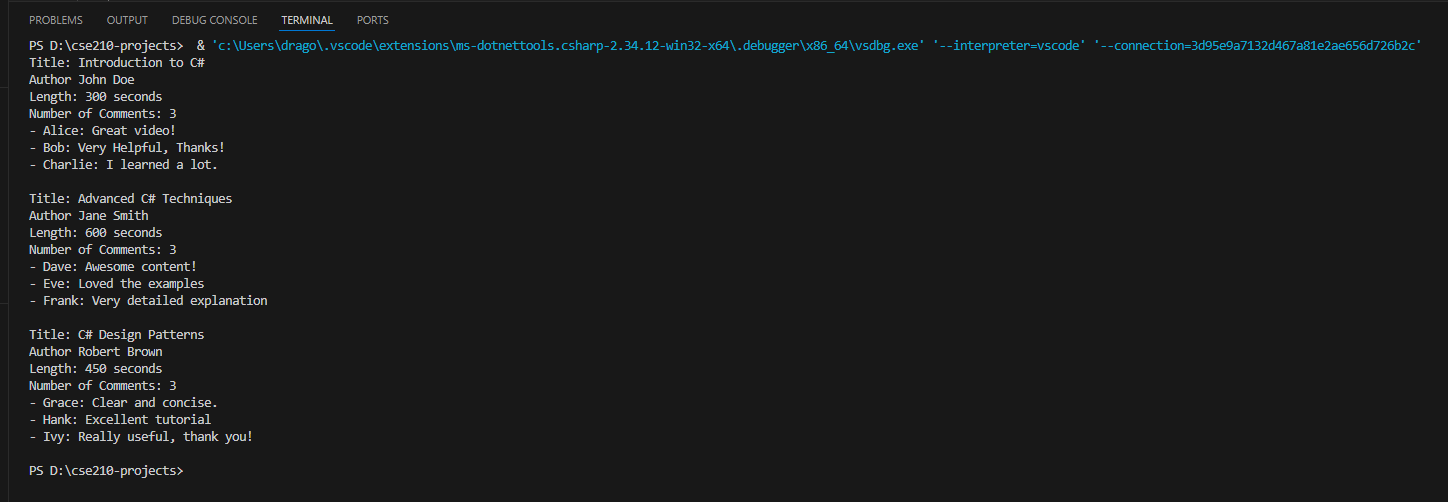 PROBLEMS OUTPUT DEBUG CONSOLE TERMINAL PORTS
PS D:\cse210-projects>  & 'c:\Users\drago\.vscode\extensions\ms-dotnettools.csharp-2.34.12-win32-x64\.debugger\x86_64\vsdbg.exe' '--interpreter=vscode' '--connection=3d95e9a7132d467a81e2ae656d726b2c'
Title: Introduction to C#
Author John Doe
Length: 300 seconds
Number of Comments: 3
- Alice: Great video!
- Bob: Very Helpful, Thanks!
- Charlie: I learned a lot.
Title: Advanced C# Techniques
Author Jane Smith
Length: 600 seconds
Number of Comments: 3
- Dave: Awesome content!
- Eve: Loved the examples
- Frank: Very detailed explanation
Title: C# Design Patterns
Author Robert Brown
Length: 450 seconds
Number of Comments: 3
- Grace: Clear and concise.
- Hank: Excellent tutorial
- Ivy: Really useful, thank you!
PS D:\cse210-projects>